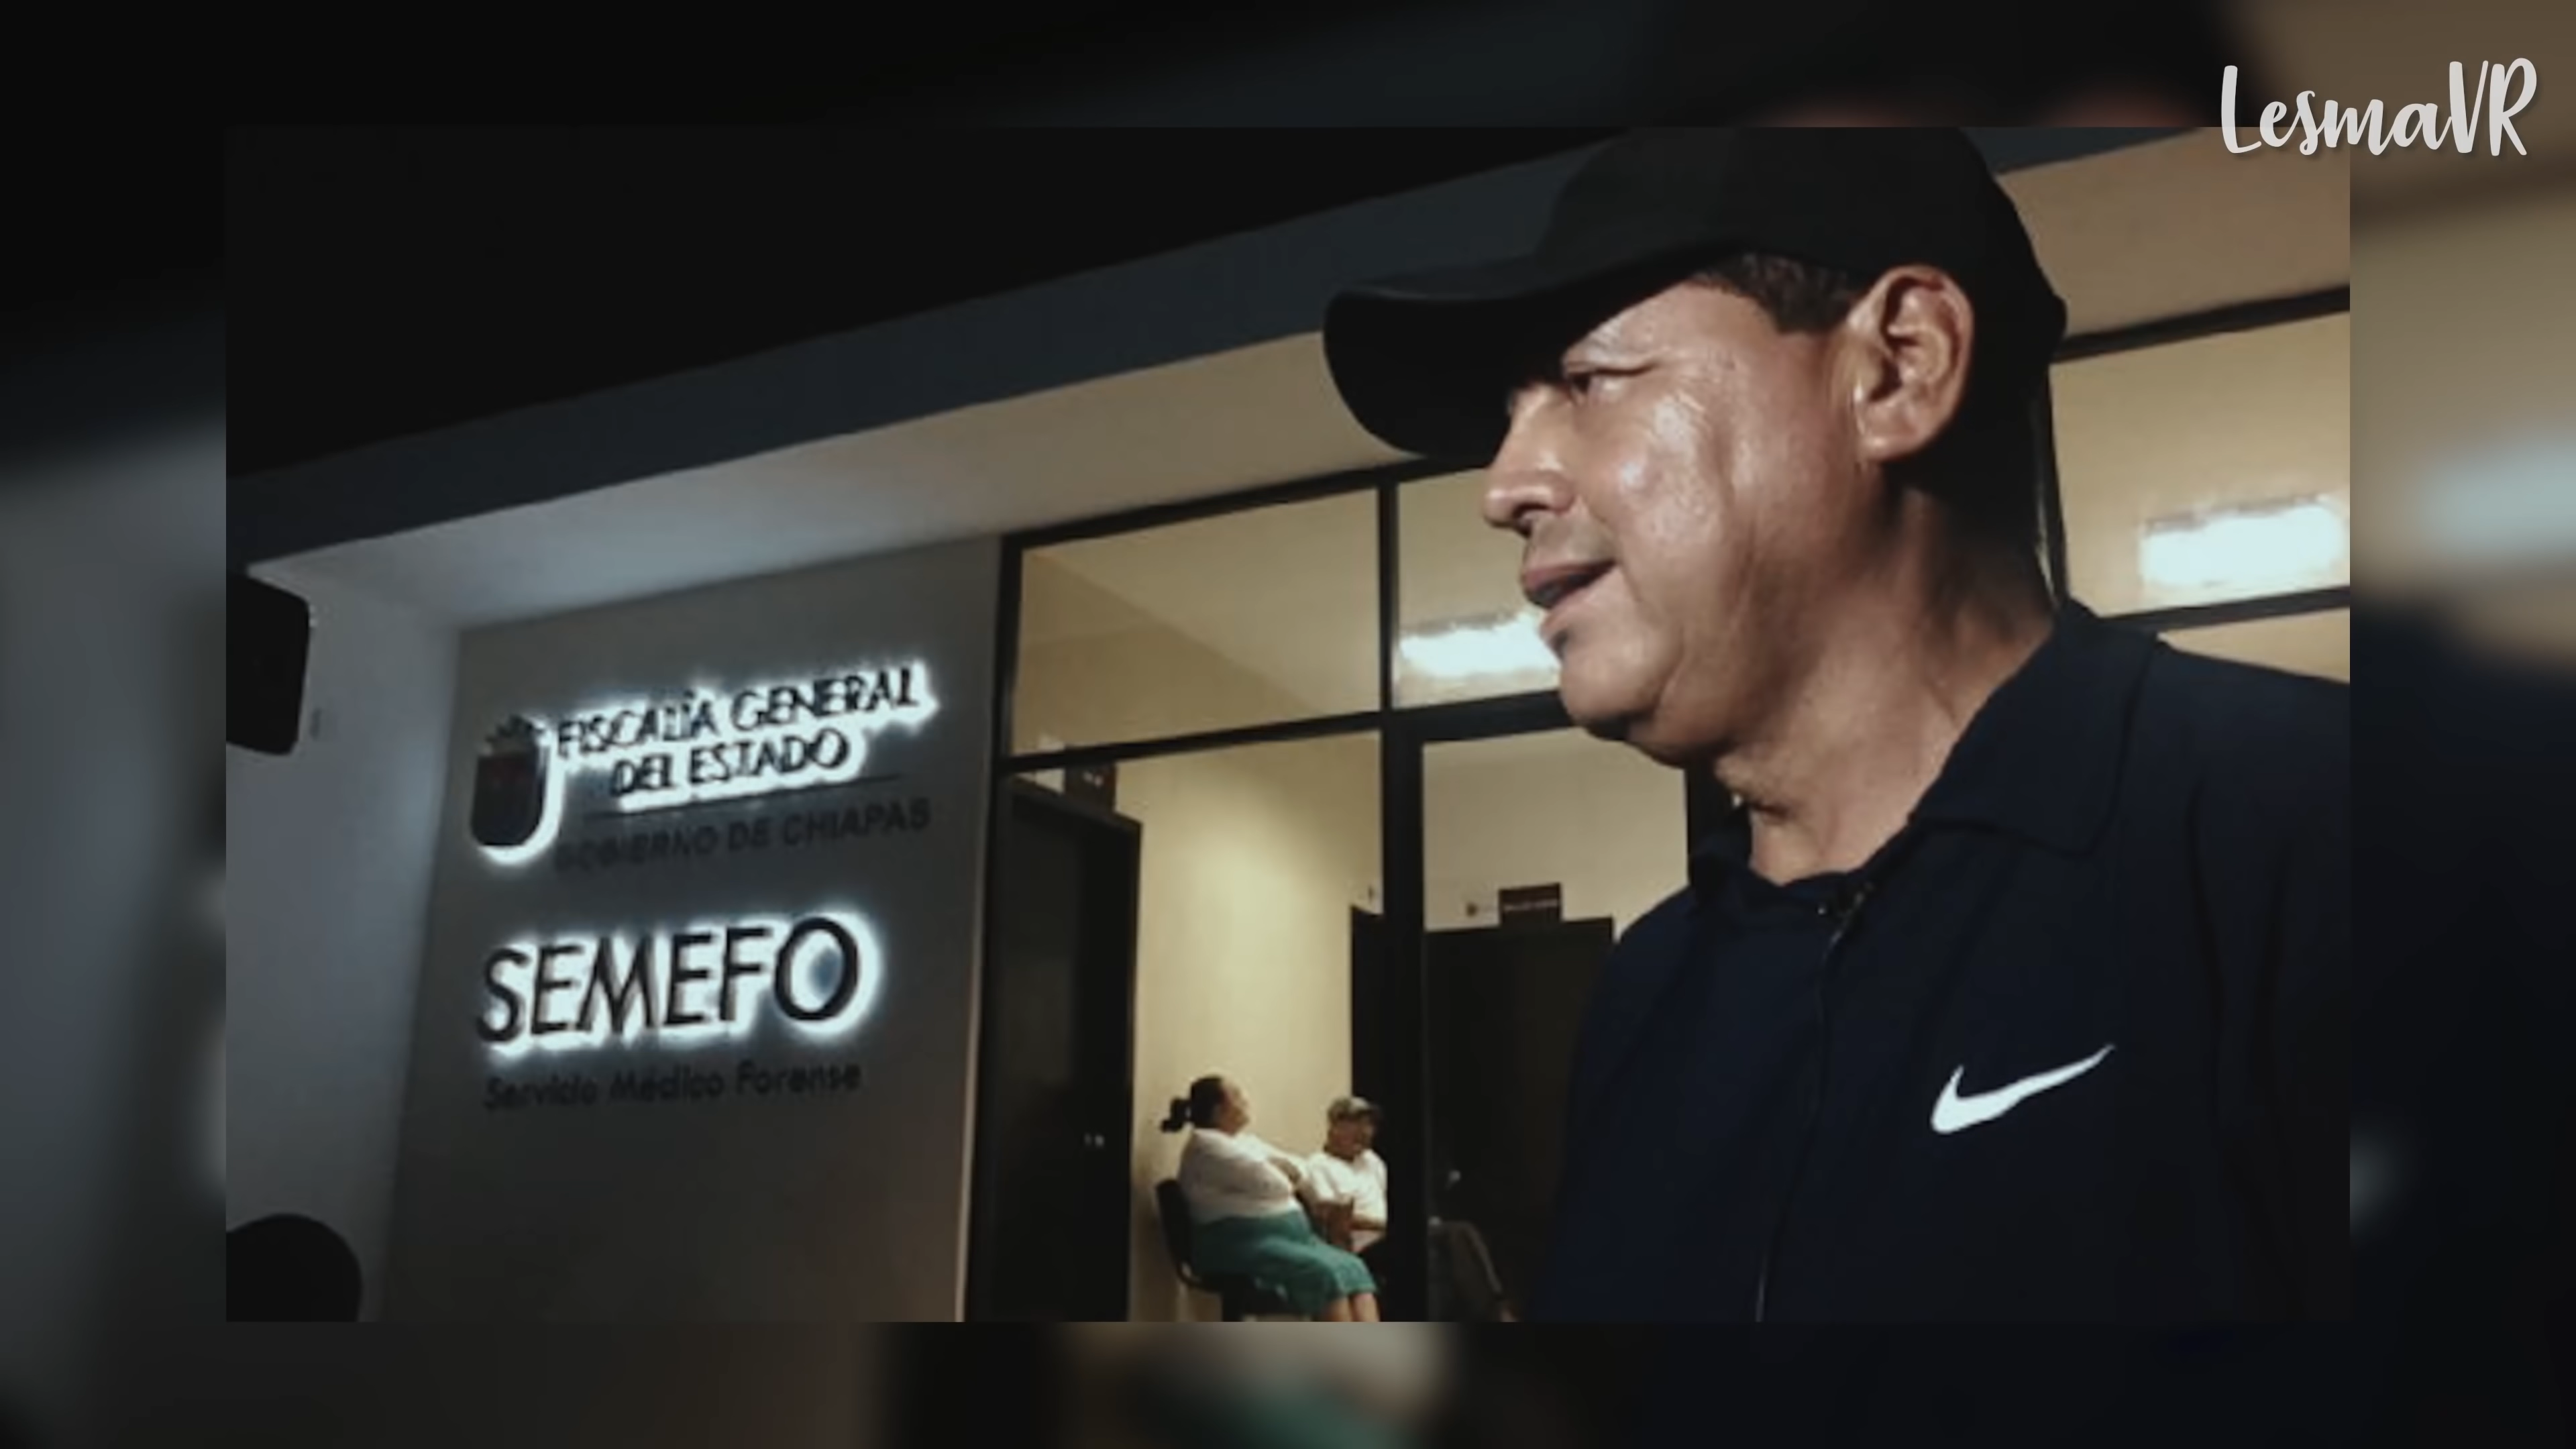 LesmaVR
FISCALÍA GENERAL
DEL ESTADO
GOBIERNO DE CHIAPAS
SEMEFO
Servicio Médico Forense